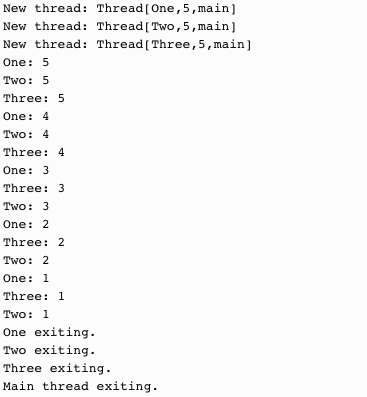 New thread: Thread[One,5,main]
New thread: Thread[Two,5,main]
New thread: Thread[Three,5,main]
One: 5
Two: 5
Three: 5
One: 4
Two: 4
Three: 4
One: 3
Three: 3
Two: 3
One: 2
Three: 2
Two: 2
One: 1
Three: 1
Two: 1
One exiting.
Two exiting.
Three exiting.
Main thread exiting.